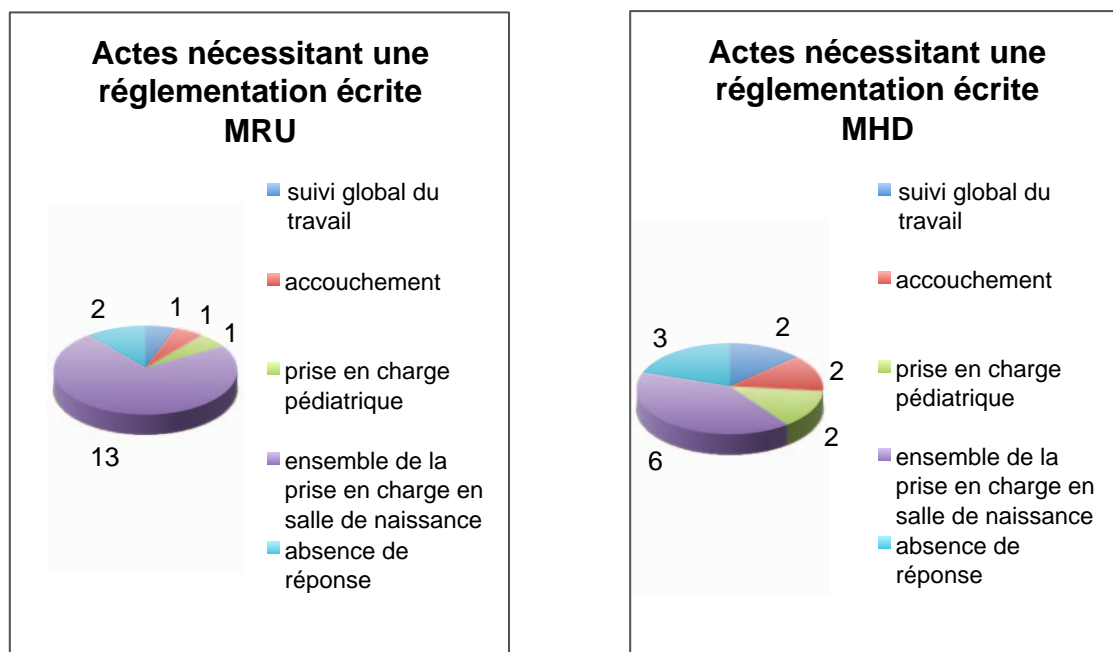 Actes nécessitant une
réglementation écrite
MRU
suivi global du
travail
accouchement
prise en charge
pédiatrique
ensemble de la
prise en charge en
salle de naissance
absence de
réponse
2
1
1
1
13
Actes nécessitant une
réglementation écrite
MHD
suivi global du
travail
accouchement
prise en charge
pédiatrique
ensemble de la
prise en charge en
salle de naissance
absence de
réponse
3
2
2
2
6